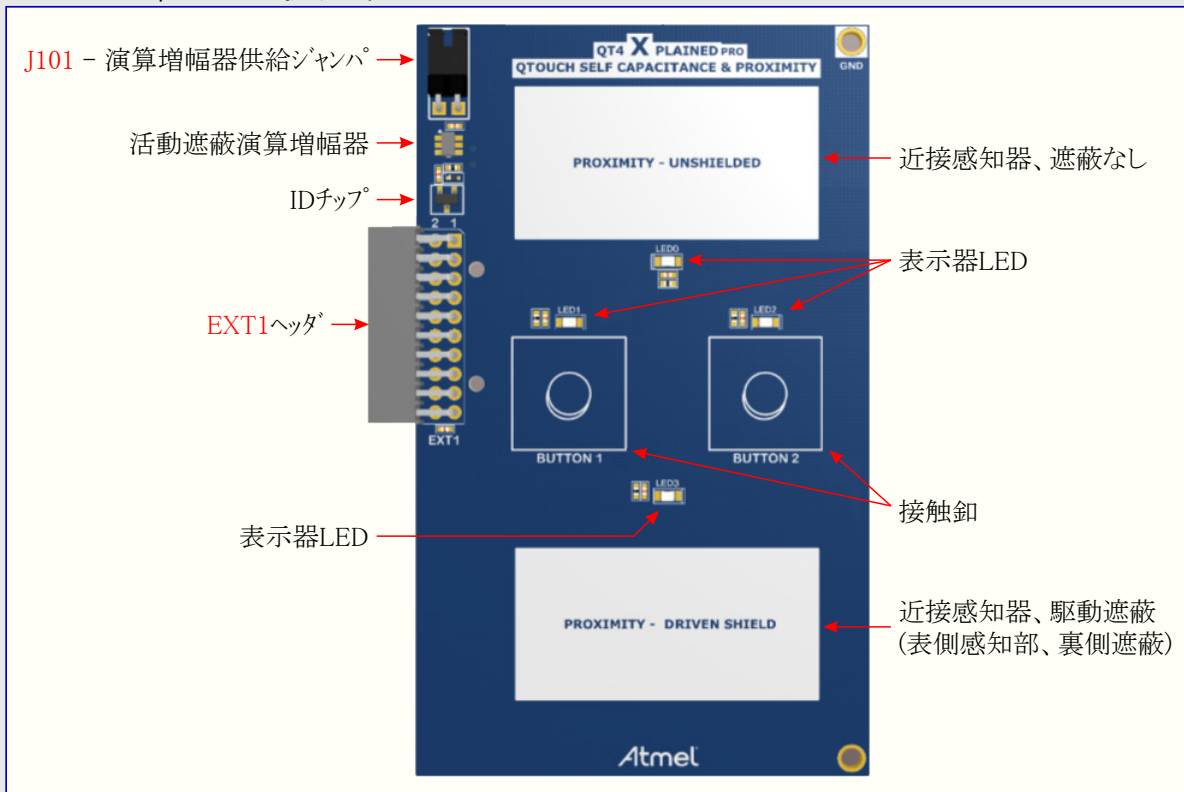 J101 - 演算増幅器供給ジャンパ
活動遮蔽演算増幅器
IDチップ
EXT1ヘッダ
表示器LED
QT4 X PLAINED PRO
QTOUCH SELF CAPACITANCE & PROXIMITY
GND
PROXIMITY - UNSHIELDED
2 1
LED0
LED1
LED2
EXT1
BUTTON 1
BUTTON 2
LED3
PROXIMITY - DRIVEN SHIELD
Atmel
近接感知器、遮蔽なし
表示器LED
接触釦
近接感知器、駆動遮蔽
(表側感知部、裏側遮蔽)